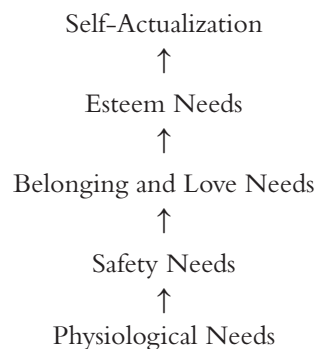 Self-Actualization
↑
Esteem Needs
↑
Belonging and Love Needs
↑
Safety Needs
↑
Physiological Needs